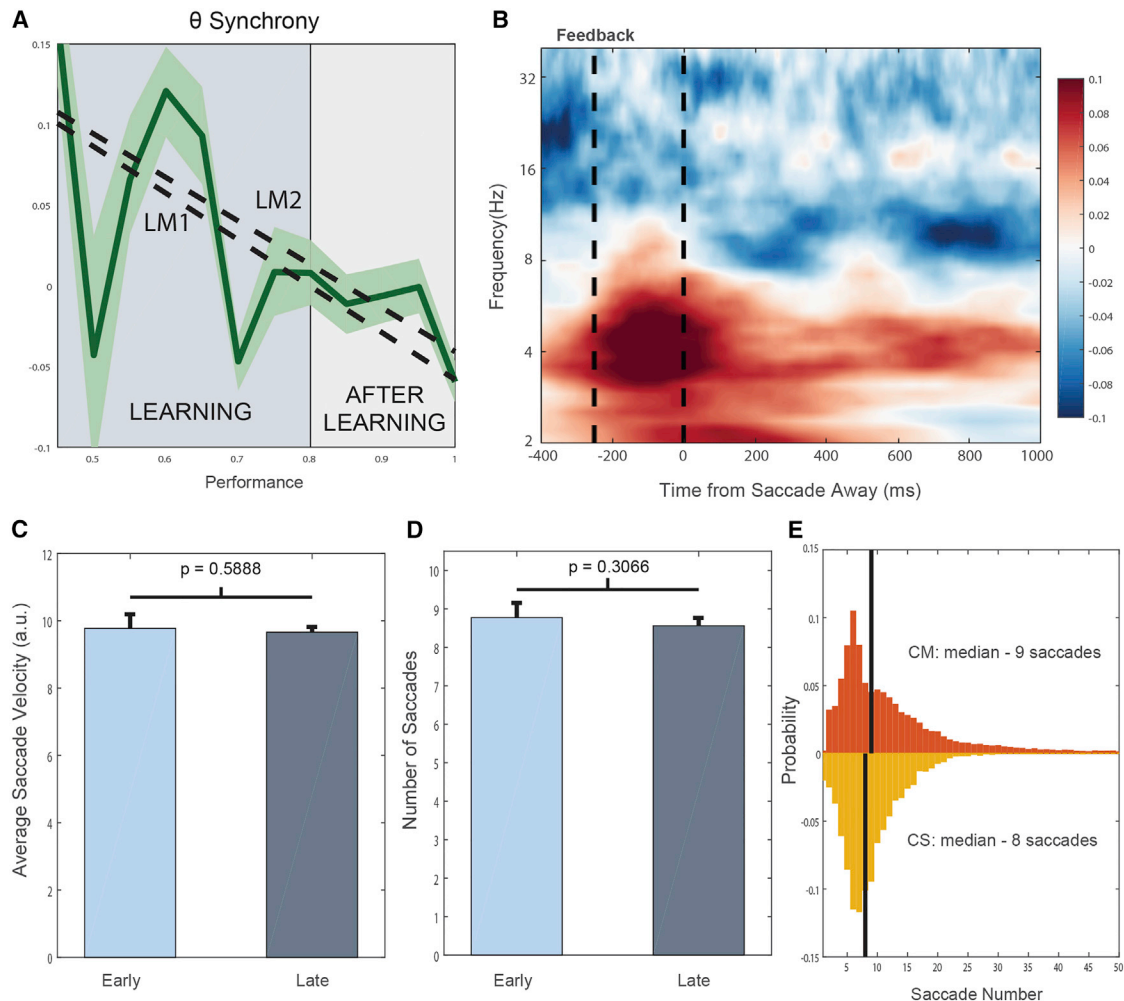 A
θ Synchrony
0.15
0.1
0.05
0
-0.05
-0.1
LM1
LM2
LEARNING
AFTER
LEARNING
0.5
0.6
0.7
0.8
0.9
1
Performance
B
Feedback
32
16
8
4
2
Frequency(Hz)
-400
-200
0
200
400
600
800
1000
Time from Saccade Away (ms)
0.1
0.08
0.06
0.04
0.02
0
-0.02
-0.04
-0.06
-0.08
-0.1
C
12
10
8
6
4
2
0
Average Saccade Velocity (a.u.)
p = 0.5888
Early
Late
D
10
9
8
7
6
5
4
3
2
1
0
Number of Saccades
p = 0.3066
Early
Late
E
0.15
0.1
0.05
0
-0.05
-0.1
-0.15
Probability
CM: median - 9 saccades
CS: median - 8 saccades
5
10
15
20
25
30
35
40
45
50
Saccade Number